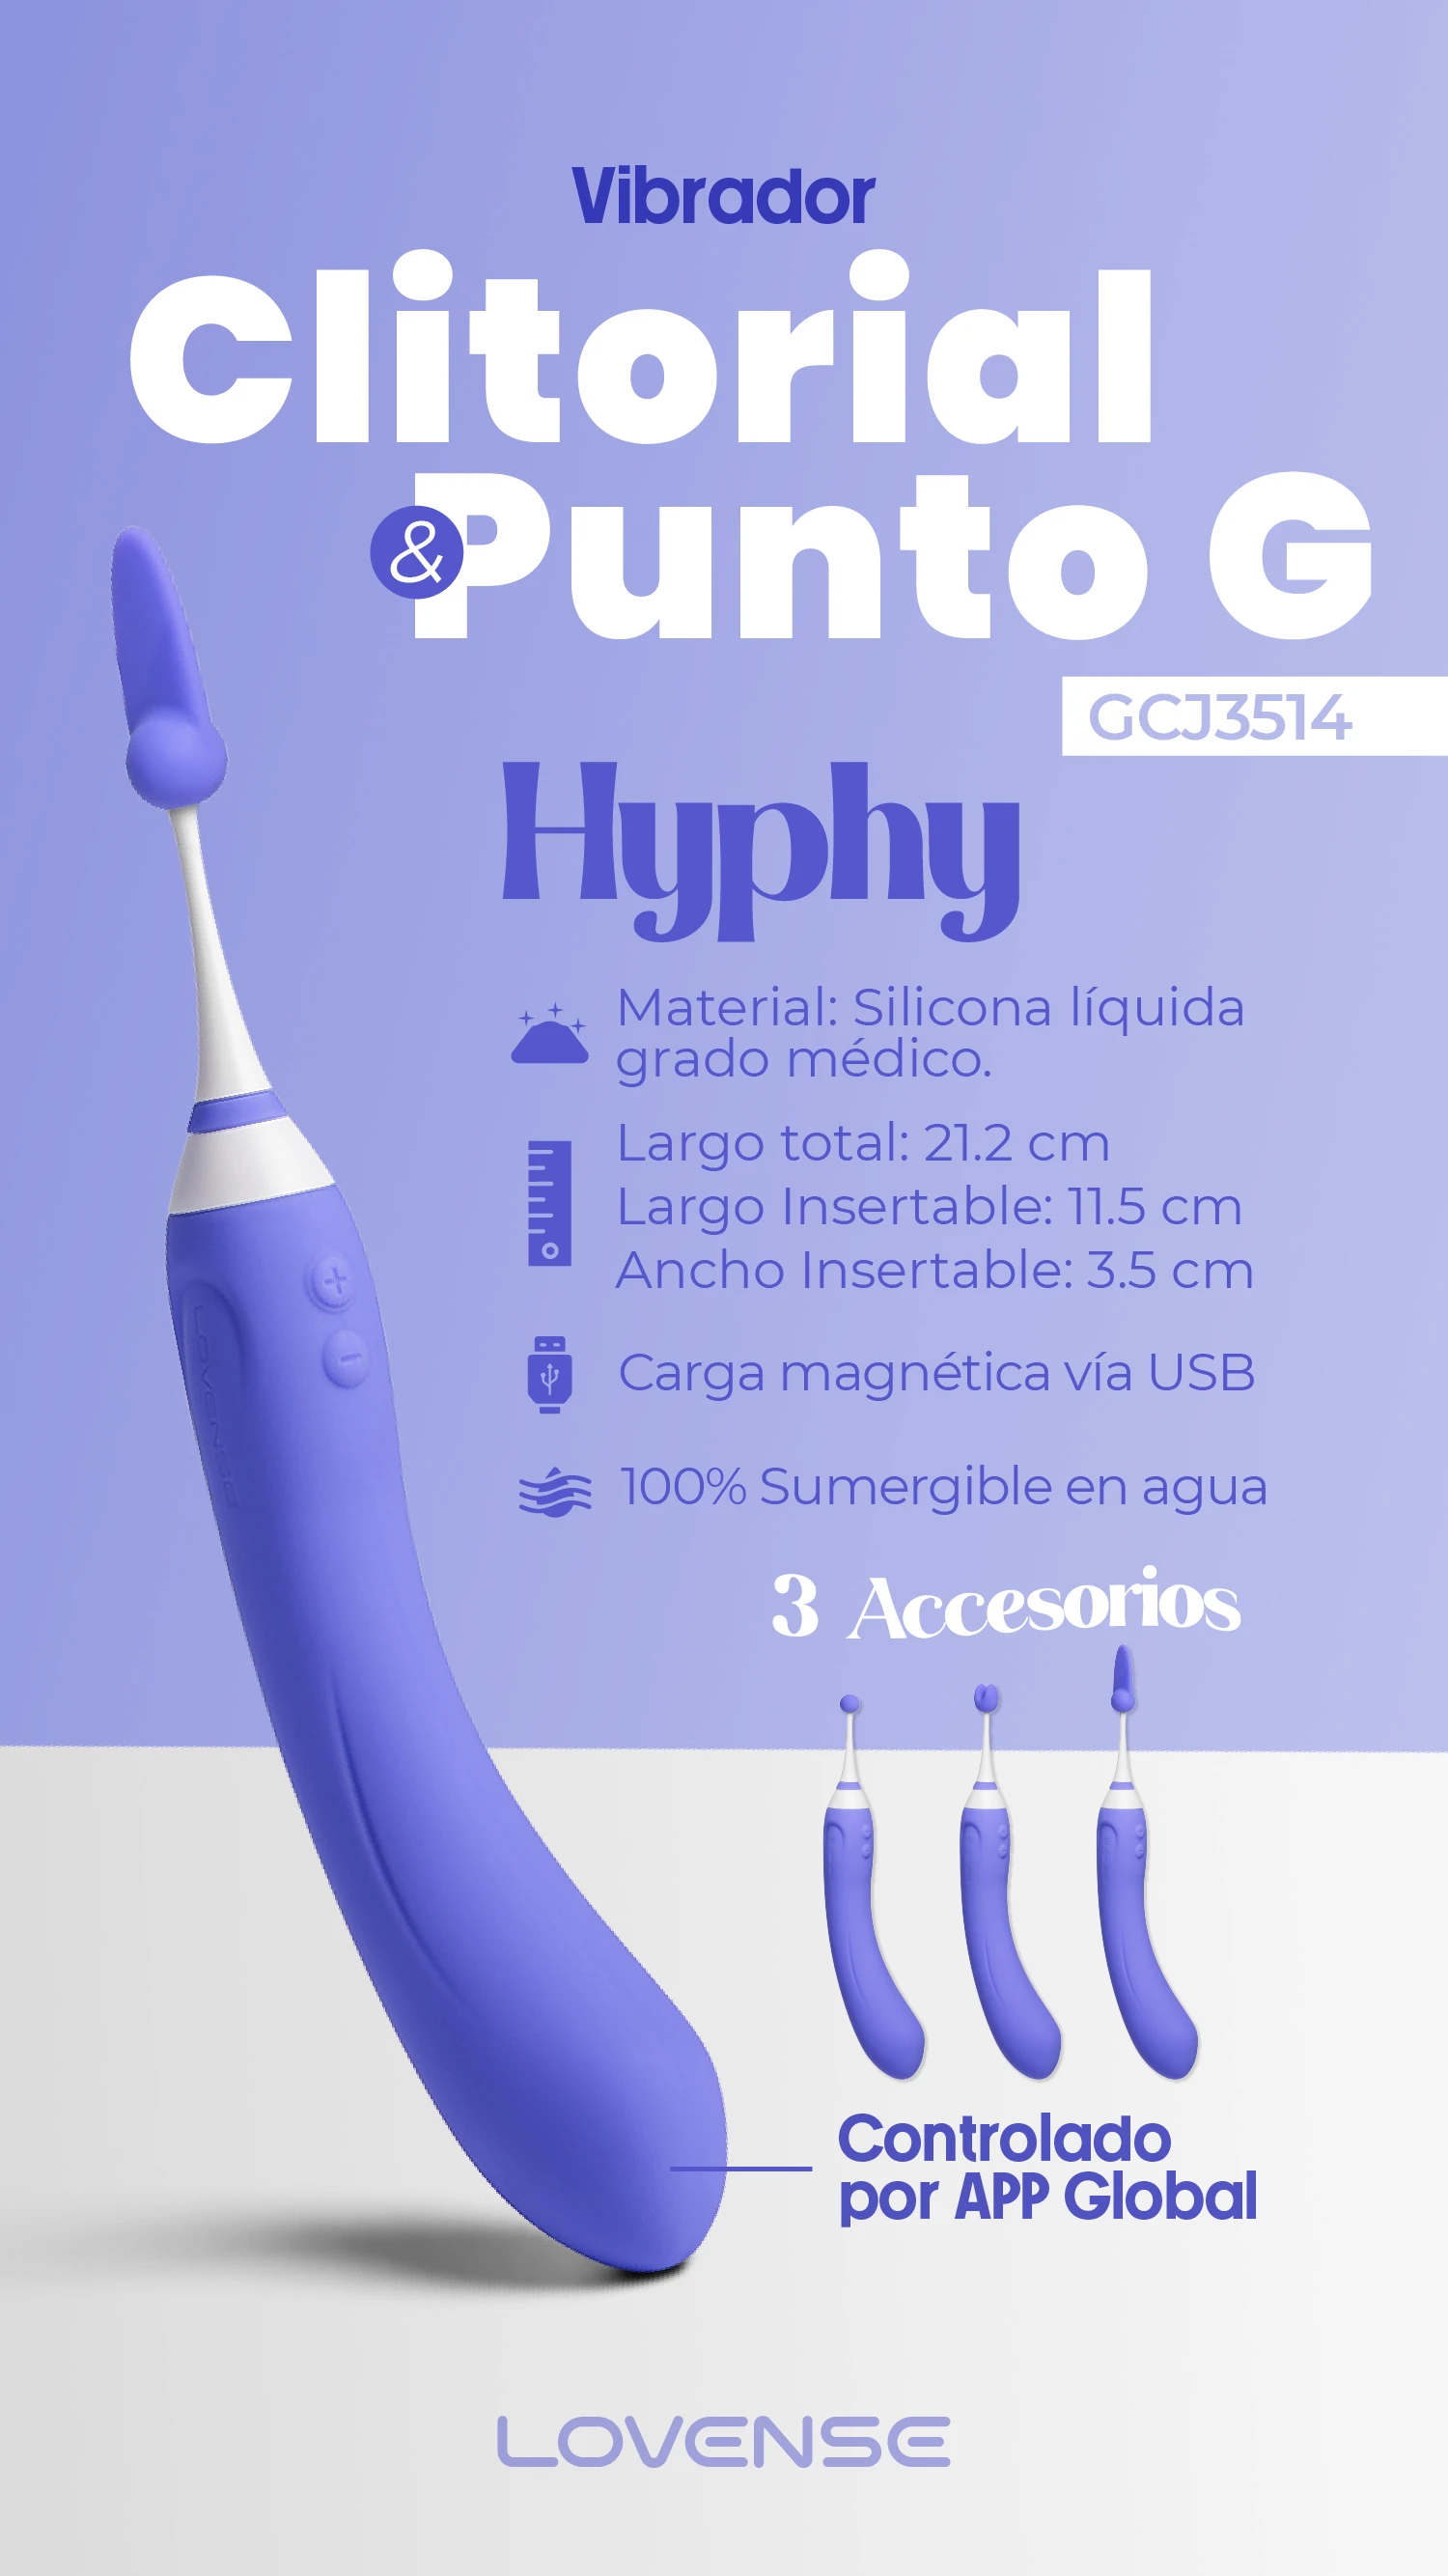 Vibrador
Clitorial
& Punto G
GCJ3514
Hyphy
Material: Silicona líquida
grado médico.
Largo total: 21.2 cm
Largo Insertable: 11.5 cm
Ancho Insertable: 3.5 cm
Carga magnética vía USB
100% Sumergible en agua
3 Accesorios
+
-
LOVENSE
Controlado
por APP Global
LOVENSE